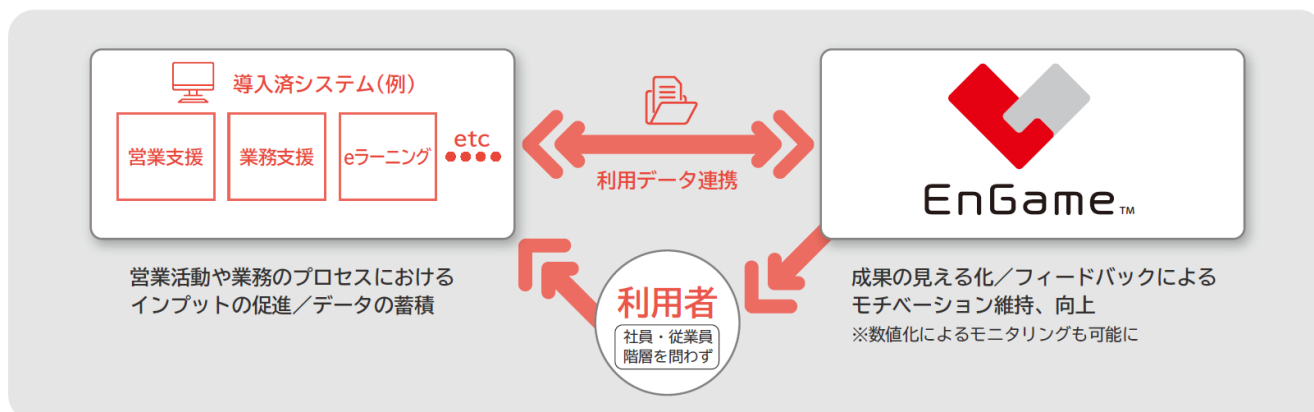 導入済システム(例)
営業支援
業務支援
eラーニング
etc
利用データ連携
EnGame™
営業活動や業務のプロセスにおける
インプットの促進／データの蓄積
利用者
社員・従業員
階層を問わず
成果の見える化／フィードバックによる
モチベーション維持、向上
※数値化によるモニタリングも可能に